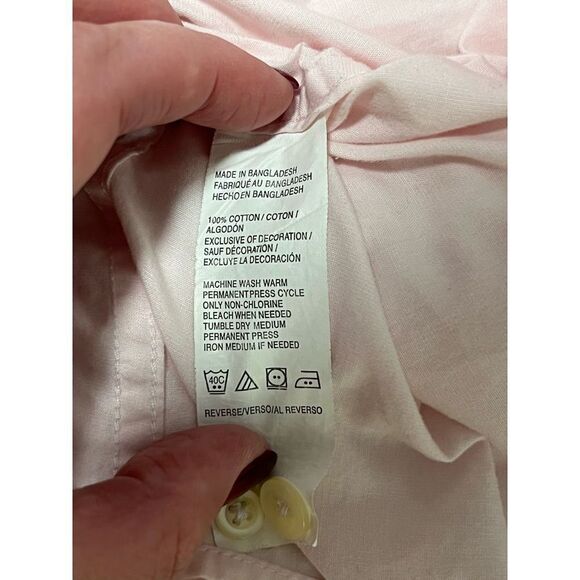 MADE IN BANGLADESH
FABRIQUÉ AU BANGLADESH
HECHO EN BANGLADESH
100% COTTON / COTON /
ALGODÓN
EXCLUSIVE OF DECORATION /
SAUF DÉCORATION /
EXCLUYE LA DECORACIÓN
MACHINE WASH WARM
PERMANENT PRESS CYCLE
ONLY NON-CHLORINE
BLEACH WHEN NEEDED
TUMBLE DRY MEDIUM
PERMANENT PRESS
IRON MEDIUM IF NEEDED
40C
REVERSE/VERSO/AL REVERSO